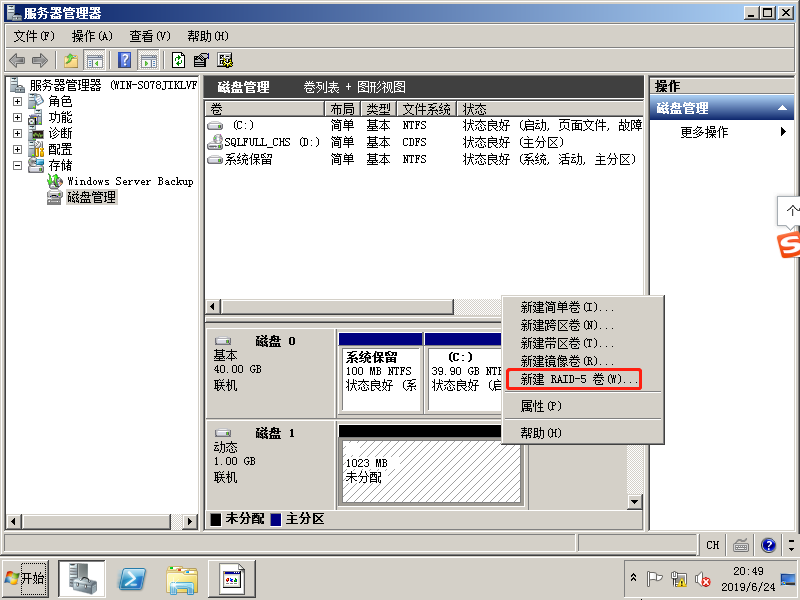 服务器管理器
文件(F) 操作(A) 查看(V) 帮助(H)
服务器管理器 (WIN-SO78JIKLVF
角色
功能
诊断
配置
存储
Windows Server Backup
磁盘管理
磁盘管理 卷列表 + 图形视图
卷 布局 类型 文件系统 状态
(C:) 简单 基本 NTFS 状态良好 (启动, 页面文件, 故障
SQLFULL_CHS (D:) 简单 基本 CDFS 状态良好 (主分区)
系统保留 简单 基本 NTFS 状态良好 (系统, 活动, 主分区)
磁盘 0
基本
40.00 GB
联机
系统保留
100 MB NTFS
状态良好 (系
(C:)
39.90 GB NTF
状态良好 (启
磁盘 1
动态
1.00 GB
联机
1023 MB
未分配
未分配 主分区
新建简单卷(I)...
新建跨区卷(N)...
新建带区卷(T)...
新建镜像卷(R)...
新建 RAID-5 卷(W)...
属性(P)
帮助(H)
操作
磁盘管理
更多操作
个
CH
开始
20:49
2019/6/24